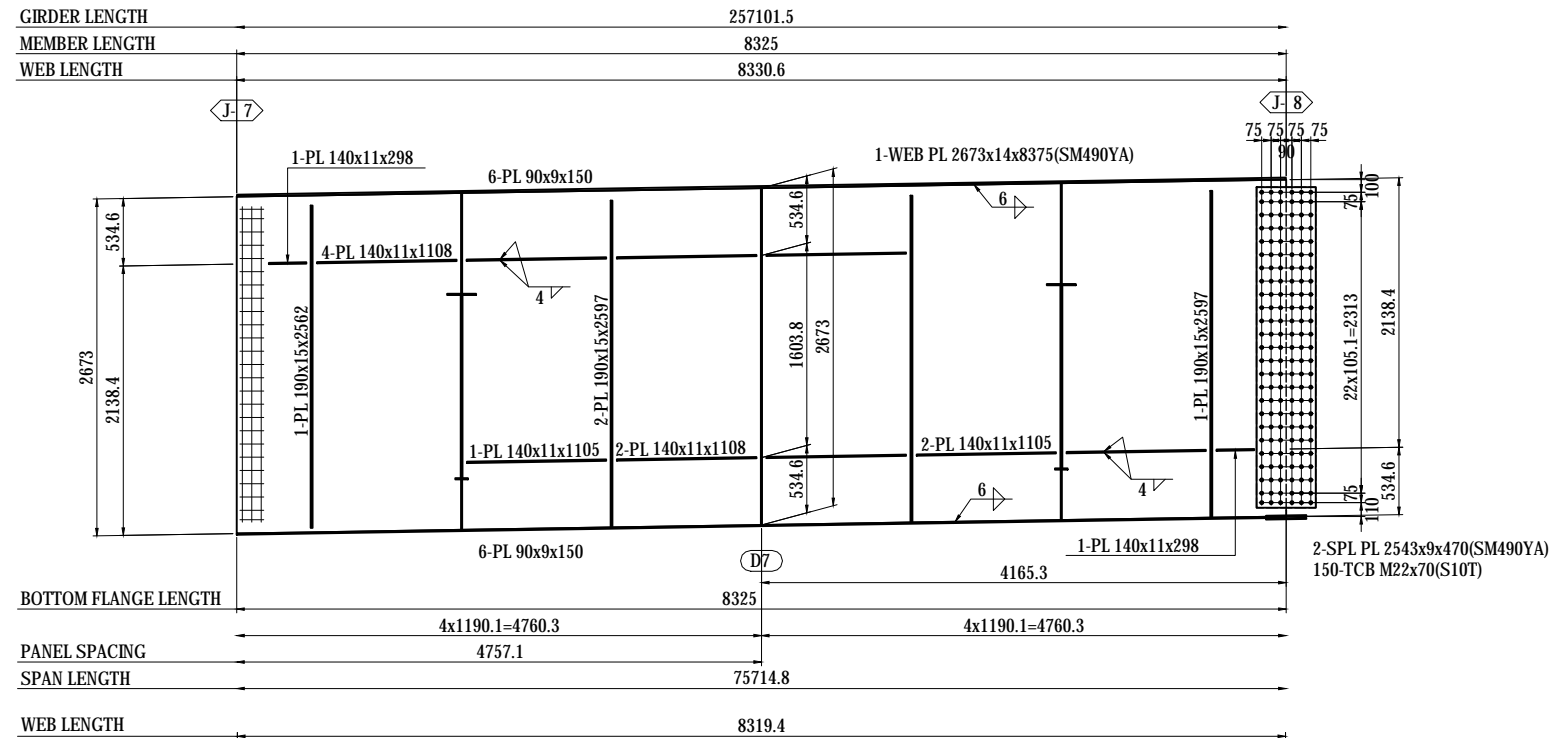 GIRDER LENGTH 257101.5
MEMBER LENGTH 8325
WEB LENGTH 8330.6
J- 7
J- 8
75 75 75 75
90
1-PL 140x11x298
1-WEB PL 2673x14x8375(SM490YA)
6-PL 90x9x150
6
100
75
534.6
534.6
4-PL 140x11x1108
4
2673
2138.4
1-PL 190x15x2562
2-PL 190x15x2597
1603.8
2673
1-PL 190x15x2597
22x105.1=2313
2138.4
1-PL 140x11x1105
2-PL 140x11x1108
2-PL 140x11x1105
534.6
4
6
75
110
534.6
6-PL 90x9x150
D7
1-PL 140x11x298
2-SPL PL 2543x9x470(SM490YA)
150-TCB M22x70(S10T)
4165.3
BOTTOM FLANGE LENGTH 8325
4x1190.1=4760.3
4x1190.1=4760.3
PANEL SPACING 4757.1
SPAN LENGTH 75714.8
WEB LENGTH 8319.4